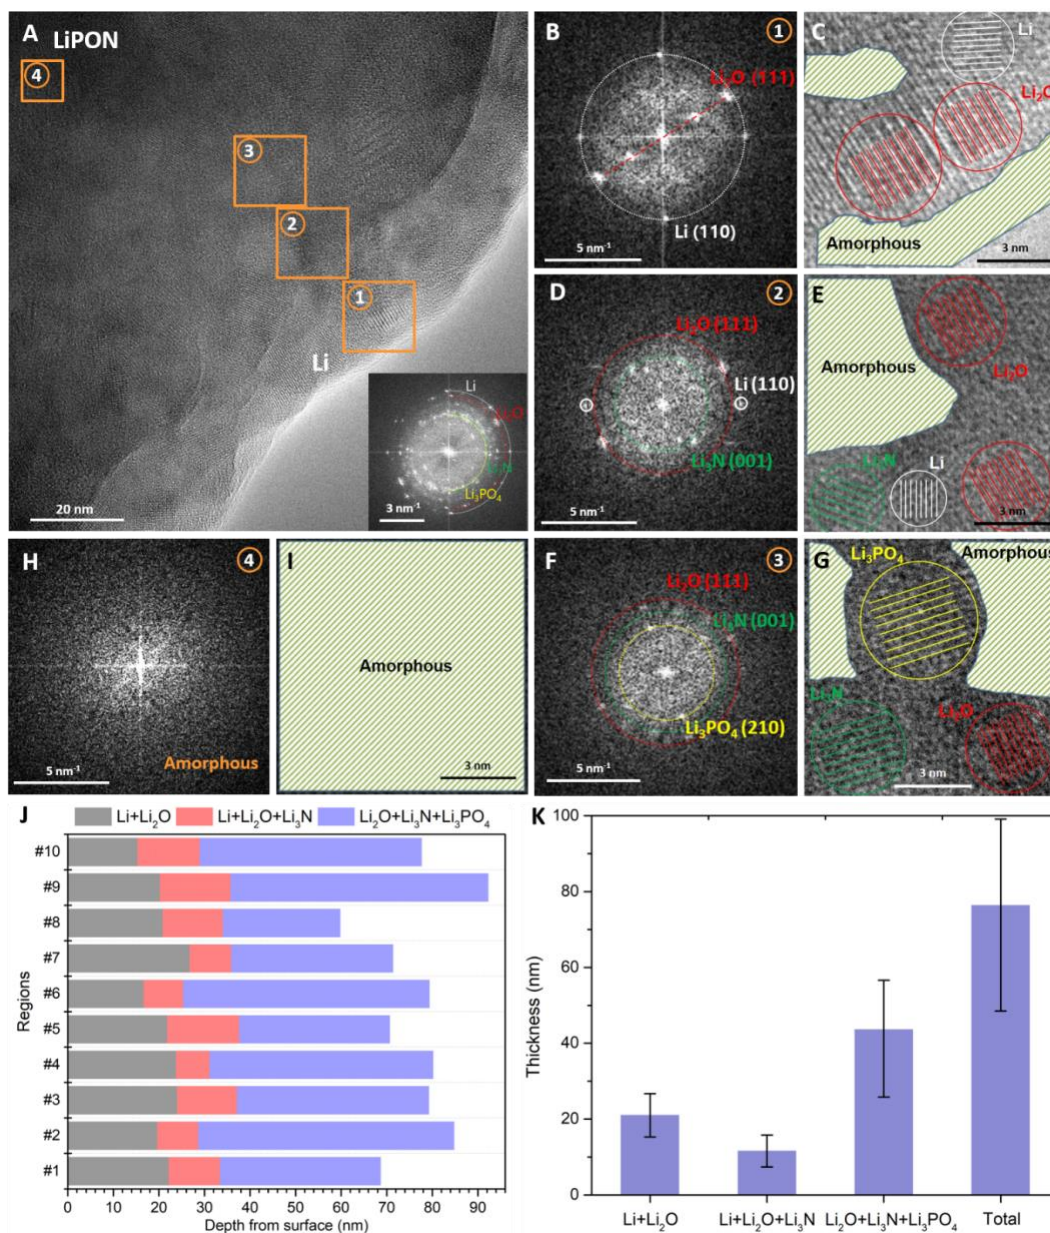 A
LiPON
4
3
2
1
Li
20 nm
Li
Li₂O
Li₃N
Li₃PO₄
3 nm⁻¹
B
1
Li₂O (111)
Li (110)
5 nm⁻¹
C
Li
Li₂O
Amorphous
3 nm
D
2
Li₂O (111)
Li (110)
Li₃N (001)
5 nm⁻¹
E
Amorphous
Li₂O
Li₃N
Li
3 nm
H
4
5 nm⁻¹
Amorphous
I
Amorphous
3 nm
F
3
Li₂O (111)
Li₃N (001)
Li₃PO₄ (210)
5 nm⁻¹
G
Li₃PO₄
Amorphous
Li₃N
Li₂O
3 nm
J
Li+Li₂O Li+Li₂O+Li₃N Li₂O+Li₃N+Li₃PO₄
Regions
#10
#9
#8
#7
#6
#5
#4
#3
#2
#1
0 10 20 30 40 50 60 70 80 90
Depth from surface (nm)
K
Thickness (nm)
100
80
60
40
20
0
Li+Li₂O Li+Li₂O+Li₃N Li₂O+Li₃N+Li₃PO₄ Total